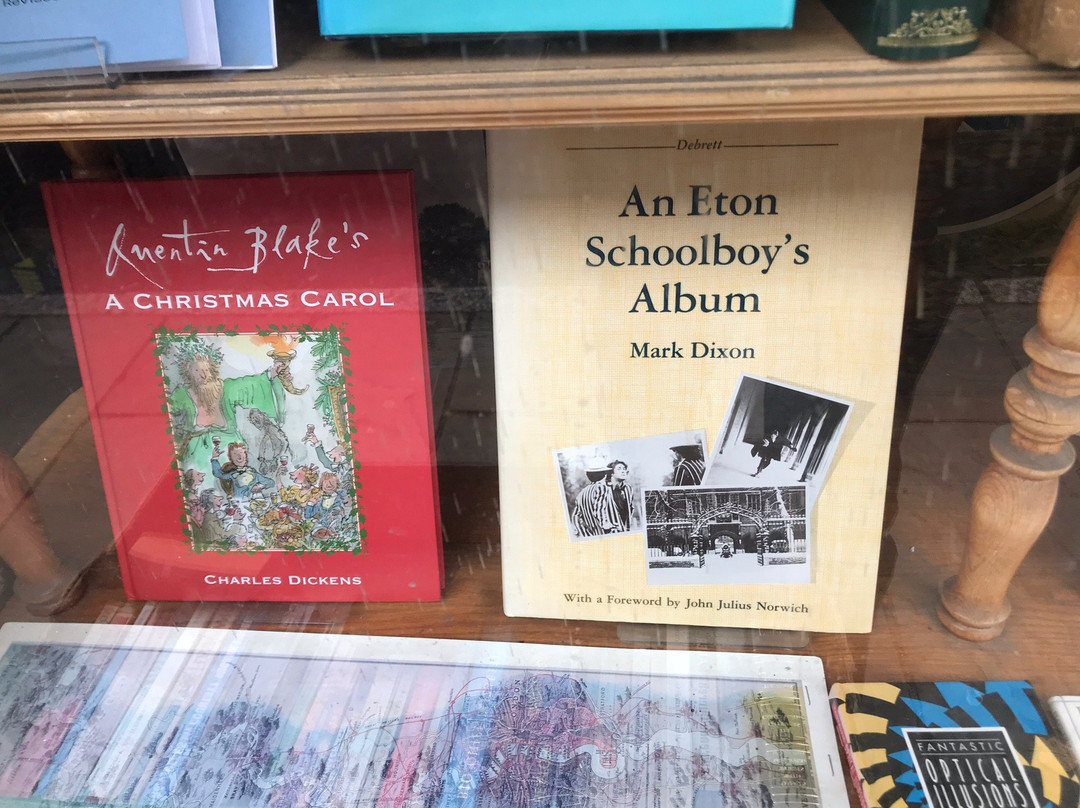 Quentin Blake's
A CHRISTMAS CAROL
CHARLES DICKENS
Debrett
An Eton
Schoolboy's
Album
Mark Dixon
With a Foreword by John Julius Norwich
FANTASTIC
OPTICAL
ILLUSIONS